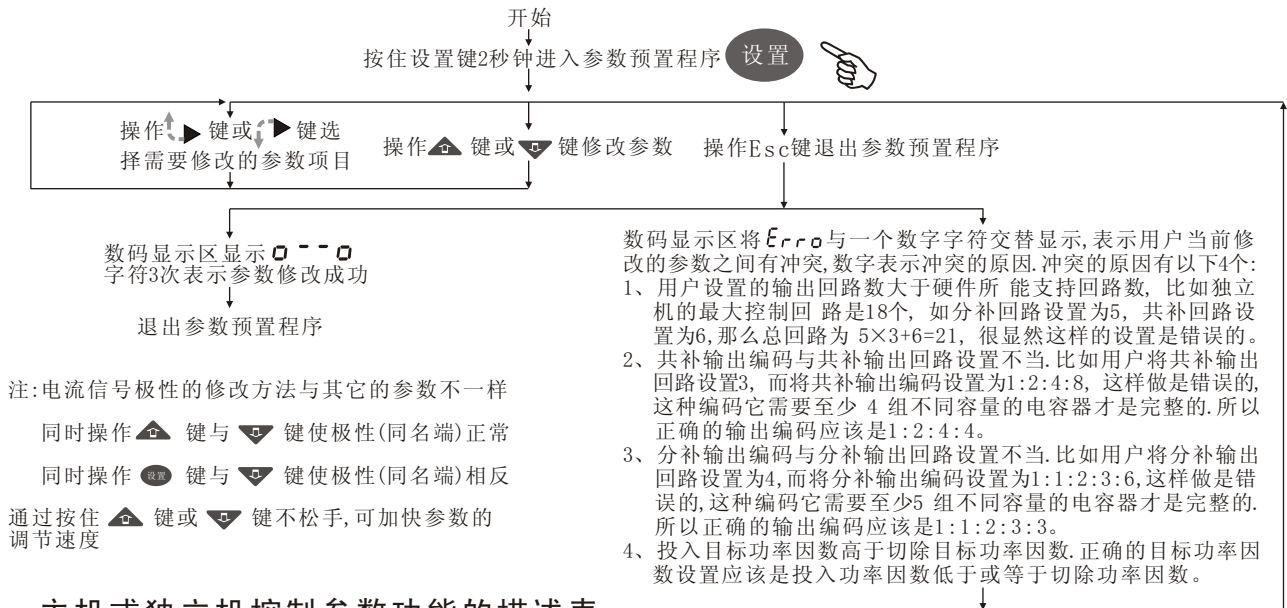 开始
按住设置键2秒钟进入参数预置程序 设置
操作 键或 键选
择需要修改的参数项目
操作 键或 键修改参数
操作Esc键退出参数预置程序
数码显示区显示 o--o
字符3次表示参数修改成功
退出参数预置程序
注:电流信号极性的修改方法与其它的参数不一样
同时操作 键与 键使极性(同名端)正常
同时操作 设置 键与 键使极性(同名端)相反
通过按住 键或 键不松手,可加快参数的
调节速度
数码显示区将Erro与一个数字字符交替显示,表示用户当前修
改的参数之间有冲突,数字表示冲突的原因.冲突的原因有以下4个:
1、用户设置的输出回路数大于硬件所 能支持回路数, 比如独立
机的最大控制回 路是18个, 如分补回路设置为5, 共补回路设
置为6,那么总回路为 5×3+6=21, 很显然这样的设置是错误的。
2、共补输出编码与共补输出回路设置不当.比如用户将共补输出
回路设置3, 而将共补输出编码设置为1:2:4:8, 这样做是错误的,
这种编码它需要至少 4 组不同容量的电容器才是完整的.所以
正确的输出编码应该是1:2:4:4。
3、分补输出编码与分补输出回路设置不当.比如用户将分补输出
回路设置为4,而将分补输出编码设置为1:1:2:3:6,这样做是错
误的,这种编码它需要至少5 组不同容量的电容器才是完整的.
所以正确的输出编码应该是1:1:2:3:3。
4、投入目标功率因数高于切除目标功率因数.正确的目标功率因
数设置应该是投入功率因数低于或等于切除功率因数。
主机或独立机控制参数功能的描述表